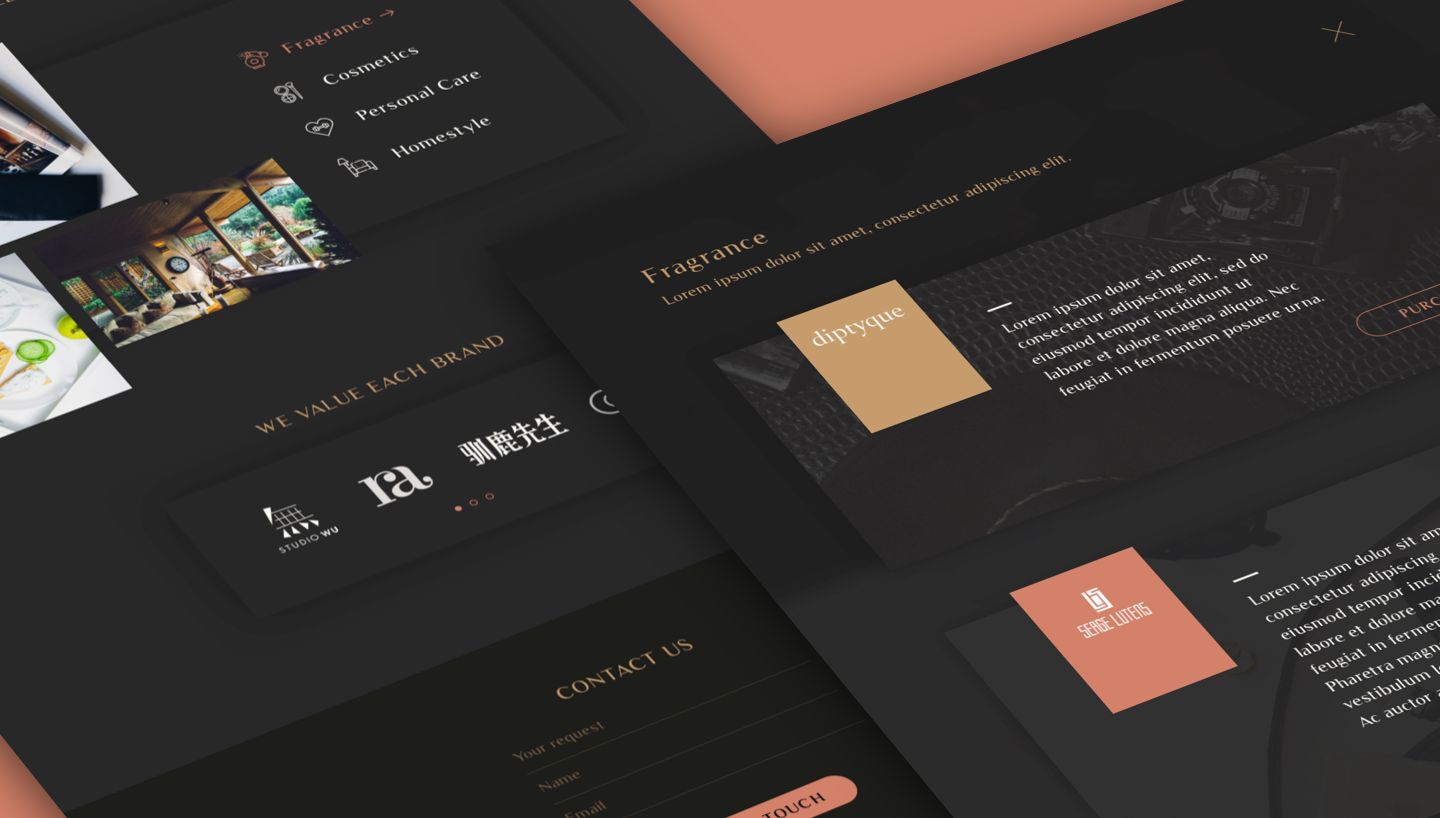 Fragrance →
Cosmetics
Personal Care
Homestyle
WE VALUE EACH BRAND
STUDIO WU
ra
驯鹿先生
CONTACT US
Your request
Name
Email
TOUCH
Fragrance
Lorem ipsum dolor sit amet, consectetur adipiscing elit.
diptyque
Lorem ipsum dolor sit amet,
consectetur adipiscing elit, sed do
eiusmod tempor incididunt ut
labore et dolore magna aliqua. Nec
feugiat in fermentum posuere urna.
PURC
SERGE LUTENS
Lorem ipsum dolor sit am
consectetur adipiscing
eiusmod tempor incid
labore et dolore ma
feugiat in fermen
Pharetra magn
vestibulum l
Ac auctor a